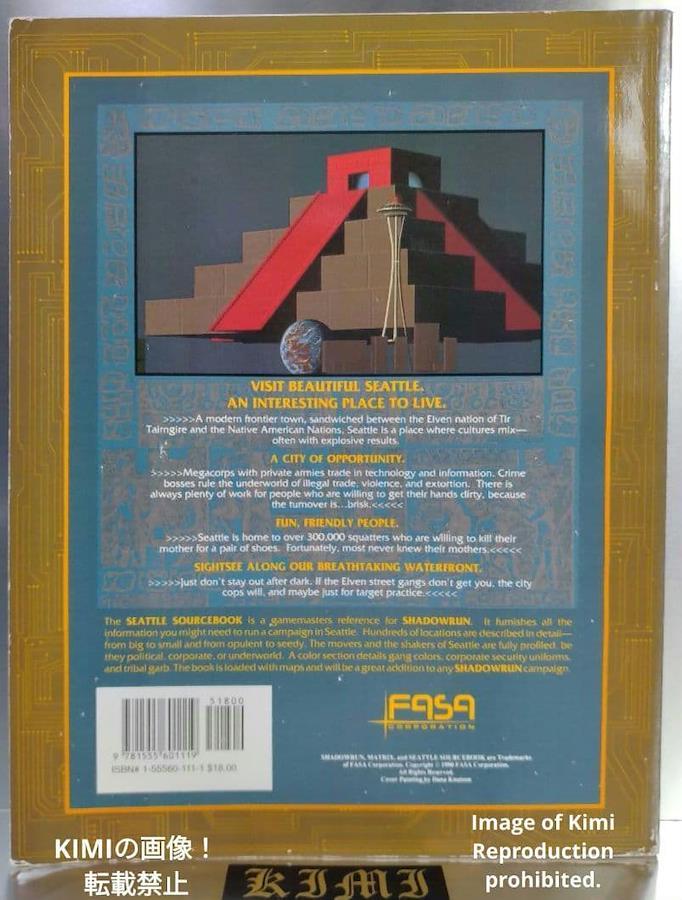 VISIT BEAUTIFUL SEATTLE.
AN INTERESTING PLACE TO LIVE.
>>>>>A modern frontier town, sandwiched between the Elven nation of Tir
Tairngire and the Native American Nations, Seattle is a place where cultures mix—
often with explosive results.
A CITY OF OPPORTUNITY.
>>>>>Megacorps with private armies trade in technology and information. Crime
bosses rule the underworld of illegal trade, violence, and extortion. There is
always plenty of work for people who are willing to get their hands dirty, because
the turnover is...brisk.<<<<<
FUN, FRIENDLY PEOPLE.
>>>>>Seattle is home to over 300,000 squatters who are willing to kill their
mother for a pair of shoes. Fortunately, most never knew their mothers.<<<<<
SIGHTSEE ALONG OUR BREATHTAKING WATERFRONT.
>>>>>Just don't stay out after dark. If the Elven street gangs don't get you, the city
cops will, and maybe just for target practice.<<<<<
The SEATTLE SOURCEBOOK is a gamemasters reference for SHADOWRUN. It furnishes all the
information you might need to run a campaign in Seattle. Hundreds of locations are described in detail—
from big to small and from opulent to seedy. The movers and the shakers of Seattle are fully profiled, be
they political, corporate, or underworld. A color section details gang colors, corporate security uniforms,
and tribal garb. The book is loaded with maps and will be a great addition to any SHADOWRUN campaign.
51800
9 781555 601119
ISBN# 1-55560-111-1 $18.00
FASA
CORPORATION
SHADOWRUN, MATRIX, and SEATTLE SOURCEBOOK are Trademarks
of FASA Corporation. Copyright © 1990 FASA Corporation.
All Rights Reserved.
Cover Painting by Dana Knutson
KIMIの画像！
転載禁止
KIMI
Image of Kimi
Reproduction
prohibited.